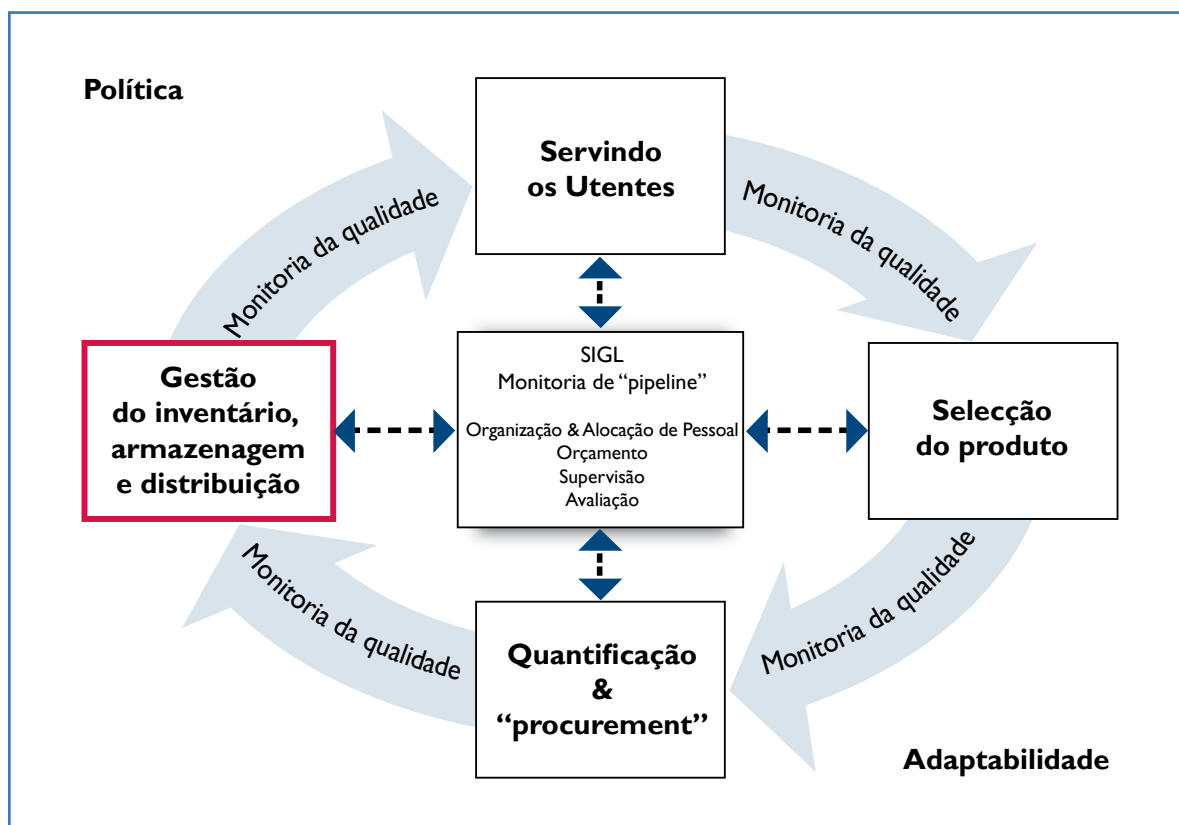 Política
Servindo
os Utentes
Monitoria da qualidade
Monitoria da qualidade
Gestão
do inventário,
armazenagem
e distribuição
SIGL
Monitoria de “pipeline”
Organização & Alocação de Pessoal
Orçamento
Supervisão
Avaliação
Selecção
do produto
Monitoria da qualidade
Monitoria da qualidade
Quantificação
&
“procurement”
Adaptabilidade